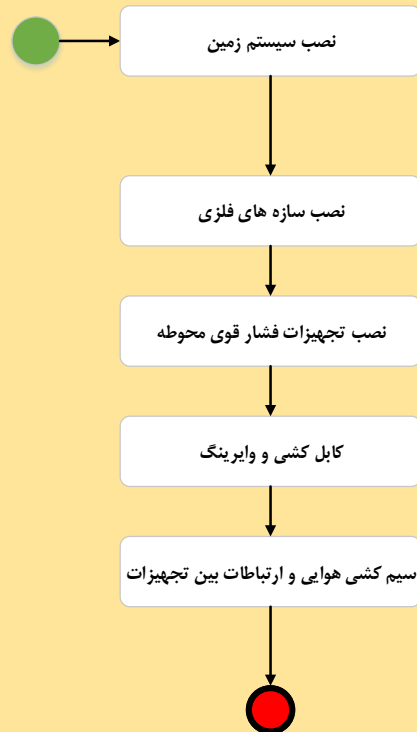 نصب سیستم زمین
نصب سازه های فلزی
نصب تجهیزات فشار قوی محوطه
کابل کشی و وایرینگ
سیم کشی هوایی و ارتباطات بین تجهیزات